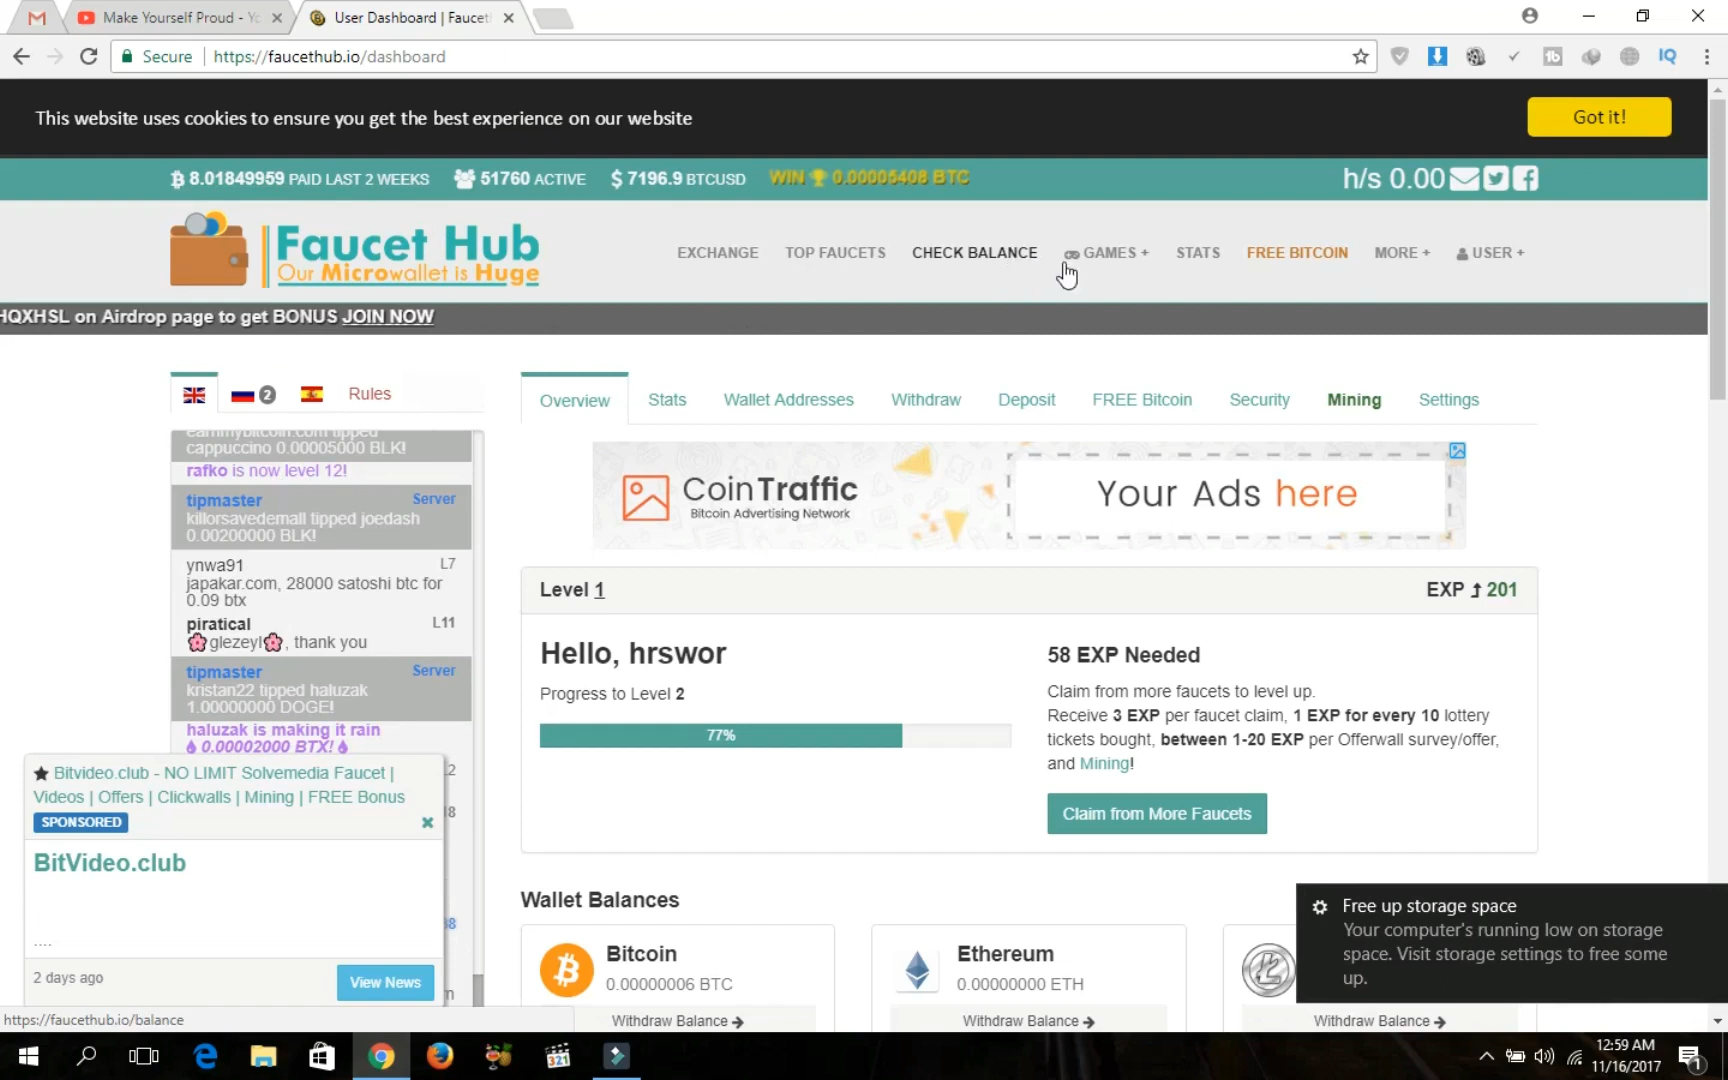 Make Yourself Proud - Yo
User Dashboard | Faucet
Secure
https://faucethub.io/dashboard
IQ
This website uses cookies to ensure you get the best experience on our website
Got it!
8.01849959 PAID LAST 2 WEEKS
51760 ACTIVE
$ 7196.9 BTCUSD
WIN 0.00005408 BTC
h/s 0.00
Faucet Hub
Our Microwallet is Huge
EXCHANGE
TOP FAUCETS
CHECK BALANCE
GAMES +
STATS
FREE BITCOIN
MORE +
USER +
HQXHSL on Airdrop page to get BONUS JOIN NOW
2
Rules
Overview
Stats
Wallet Addresses
Withdraw
Deposit
FREE Bitcoin
Security
Mining
Settings
earnmybitcoin.com tipped
cappuccino 0.00005000 BLK!
rafko is now level 12!
tipmaster Server
killorsavedemall tipped joedash
0.00200000 BLK!
ynwa91 L7
japakar.com, 28000 satoshi btc for
0.09 btx
piratical L11
glezeyl, thank you
tipmaster Server
kristan22 tipped haluzak
1.00000000 DOGE!
haluzak is making it rain
0.00002000 BTX!
CoinTraffic
Bitcoin Advertising Network
Your Ads here
Level 1
EXP 201
Hello, hrswor
Progress to Level 2
77%
58 EXP Needed
Claim from more faucets to level up.
Receive 3 EXP per faucet claim, 1 EXP for every 10 lottery
tickets bought, between 1-20 EXP per Offerwall survey/offer,
and Mining!
Claim from More Faucets
Bitvideo.club - NO LIMIT Solvemedia Faucet |
Videos | Offers | Clickwalls | Mining | FREE Bonus
SPONSORED
BitVideo.club
....
2 days ago
View News
Wallet Balances
Bitcoin
0.00000006 BTC
Withdraw Balance
Ethereum
0.00000000 ETH
Withdraw Balance
Withdraw Balance
Free up storage space
Your computer's running low on storage
space. Visit storage settings to free some
up.
https://faucethub.io/balance
321
12:59 AM
11/16/2017
1